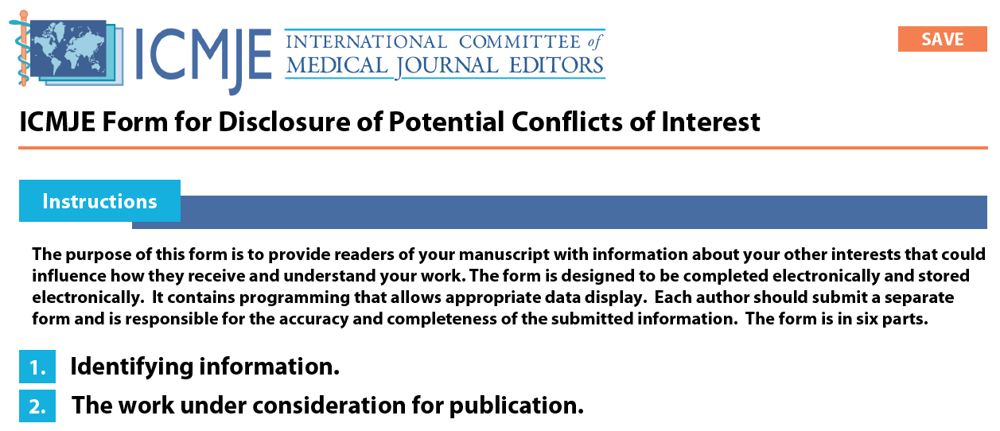 ICMJE INTERNATIONAL COMMITTEE of
MEDICAL JOURNAL EDITORS
SAVE
ICMJE Form for Disclosure of Potential Conflicts of Interest
Instructions
The purpose of this form is to provide readers of your manuscript with information about your other interests that could
influence how they receive and understand your work. The form is designed to be completed electronically and stored
electronically.  It contains programming that allows appropriate data display.  Each author should submit a separate
form and is responsible for the accuracy and completeness of the submitted information.  The form is in six parts.
1. Identifying information.
2. The work under consideration for publication.